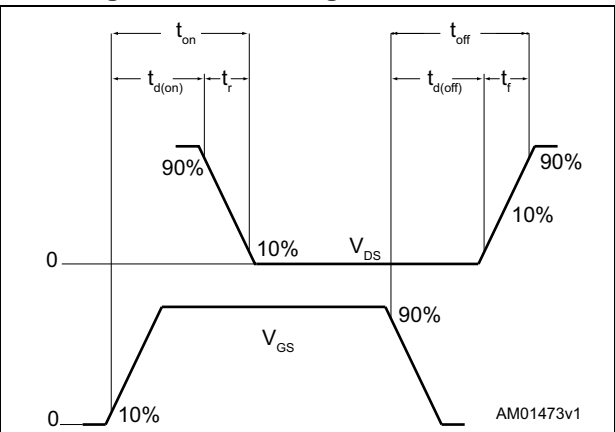 t_on t_off
t_d(on) t_r t_d(off) t_f
90% 90%
10%
10% V_DS
0
90%
V_GS
10%
0
AM01473v1